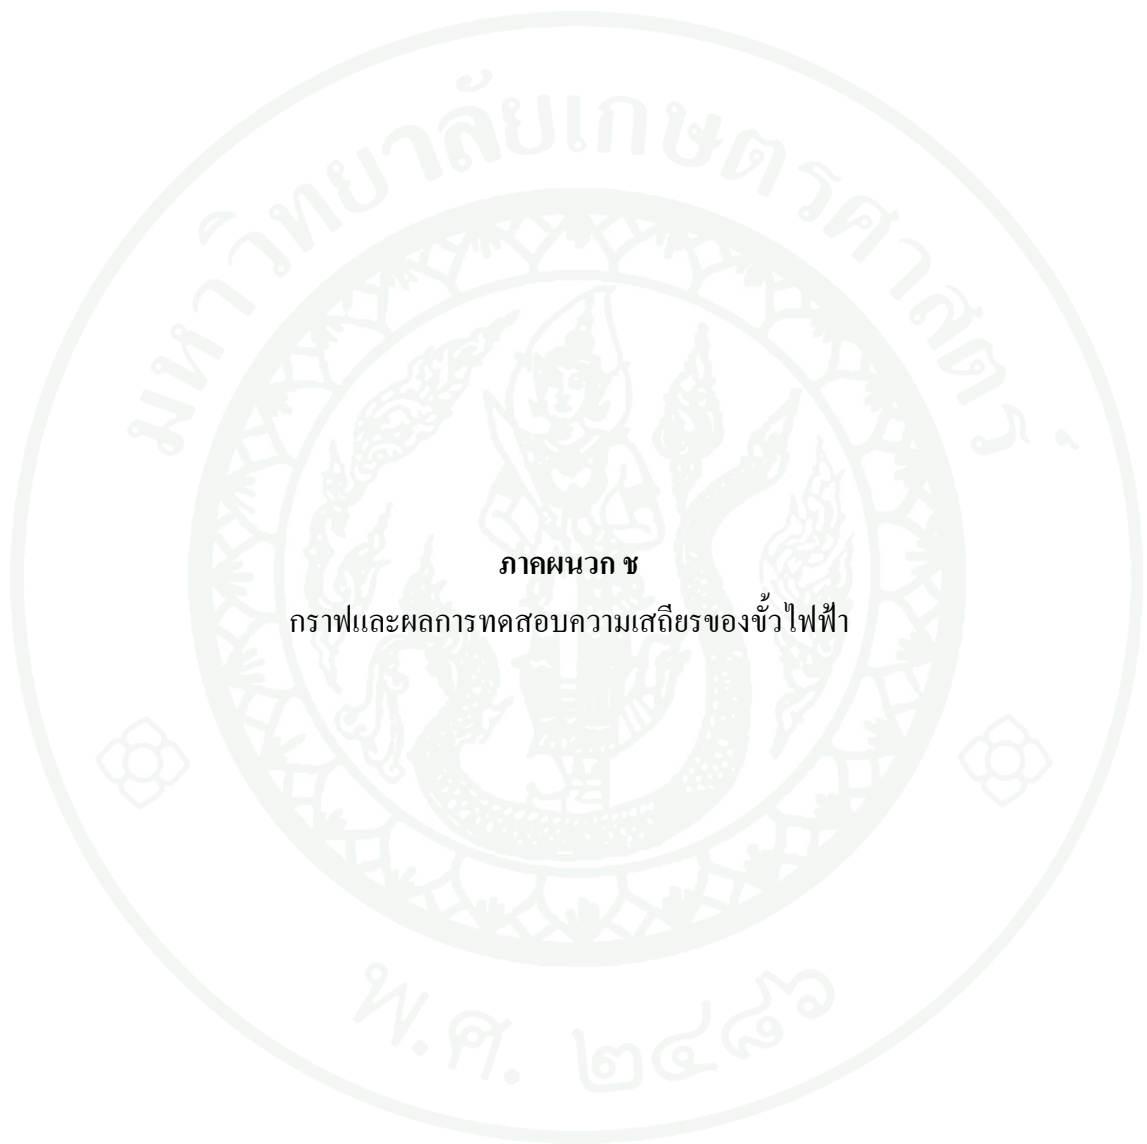 มหาวิทยาลัยเกษตรศาสตร์
ภาคผนวก ช
กราฟและผลการทดสอบความเสถียรของขั้วไฟฟ้า
พ.ศ. ๒๔๘๖